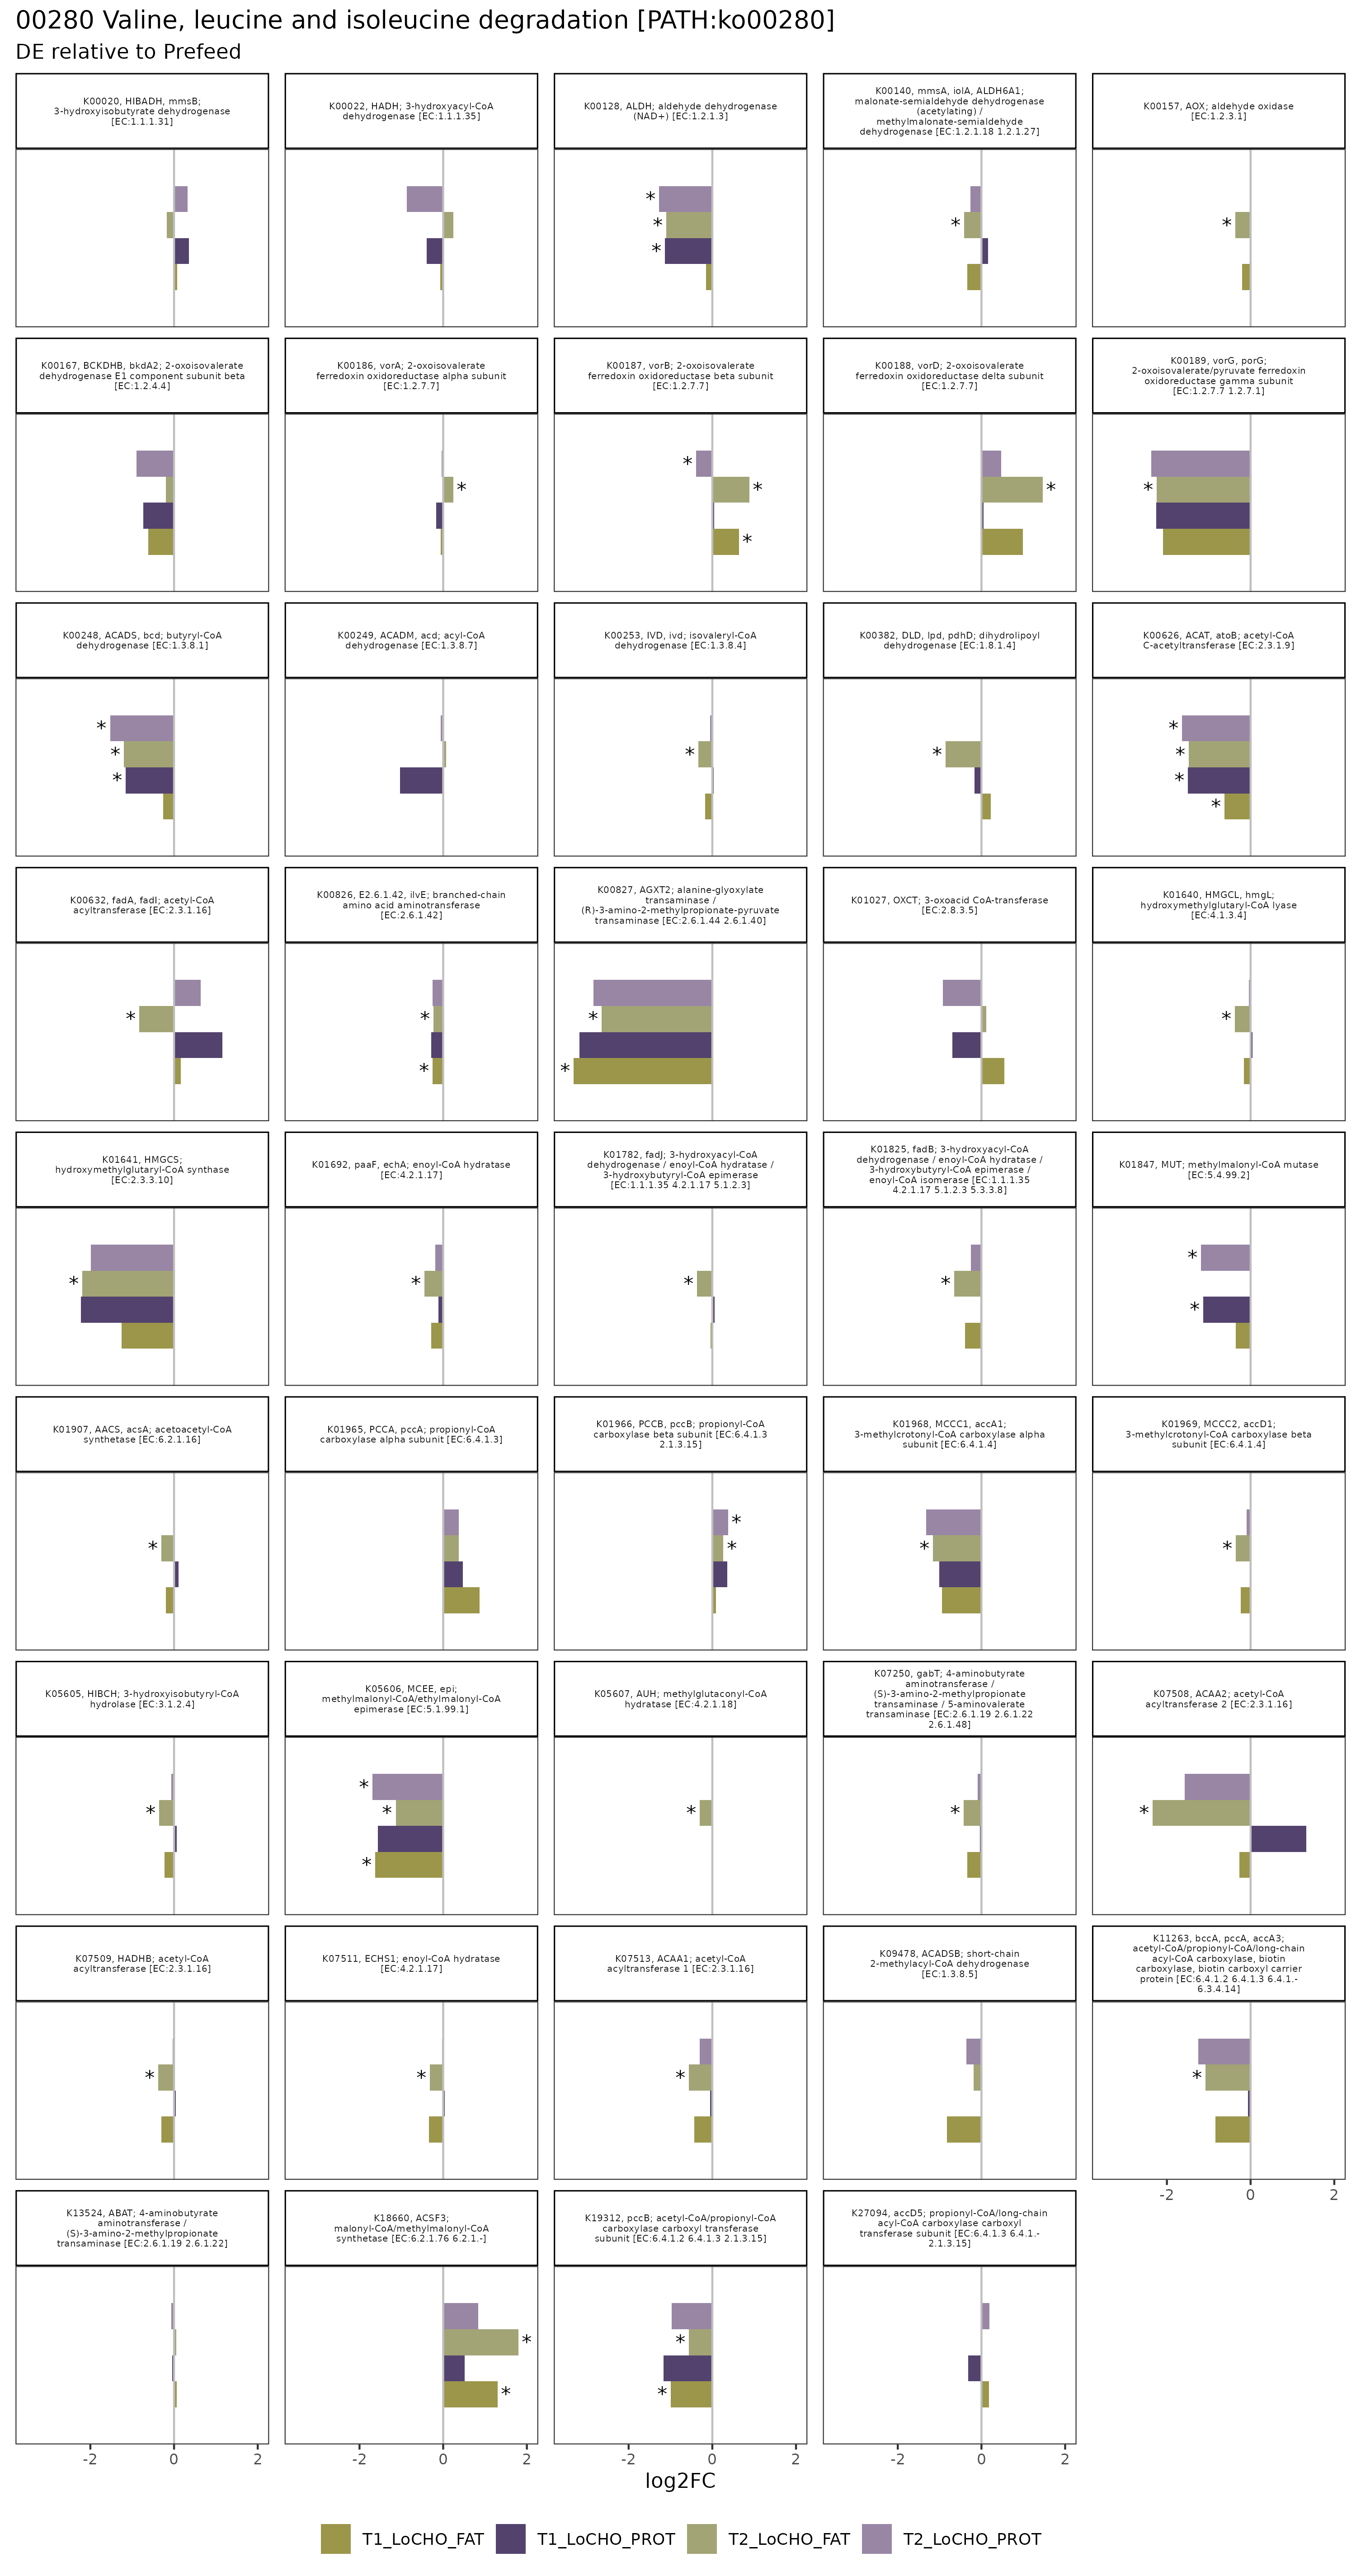 00280 Valine, leucine and isoleucine degradation [PATH:ko00280]
DE relative to Prefeed
K00020, HIBADH, mmsB;
3-hydroxyisobutyrate dehydrogenase
[EC:1.1.1.31]
K00022, HADH; 3-hydroxyacyl-CoA
dehydrogenase [EC:1.1.1.35]
K00128, ALDH; aldehyde dehydrogenase
(NAD+) [EC:1.2.1.3]
K00140, mmsA, iolA, ALDH6A1;
malonate-semialdehyde dehydrogenase
(acetylating) /
methylmalonate-semialdehyde
dehydrogenase [EC:1.2.1.18 1.2.1.27]
K00157, AOX; aldehyde oxidase
[EC:1.2.3.1]
*
*
*
*
*
K00167, BCKDHB, bkdA2; 2-oxoisovalerate
dehydrogenase E1 component subunit beta
[EC:1.2.4.4]
K00186, vorA; 2-oxoisovalerate
ferredoxin oxidoreductase alpha subunit
[EC:1.2.7.7]
K00187, vorB; 2-oxoisovalerate
ferredoxin oxidoreductase beta subunit
[EC:1.2.7.7]
K00188, vorD; 2-oxoisovalerate
ferredoxin oxidoreductase delta subunit
[EC:1.2.7.7]
K00189, vorG, porG;
2-oxoisovalerate/pyruvate ferredoxin
oxidoreductase gamma subunit
[EC:1.2.7.7 1.2.7.1]
*
*
*
*
*
*
K00248, ACADS, bcd; butyryl-CoA
dehydrogenase [EC:1.3.8.1]
K00249, ACADM, acd; acyl-CoA
dehydrogenase [EC:1.3.8.7]
K00253, IVD, ivd; isovaleryl-CoA
dehydrogenase [EC:1.3.8.4]
K00382, DLD, lpd, pdhD; dihydrolipoyl
dehydrogenase [EC:1.8.1.4]
K00626, ACAT, atoB; acetyl-CoA
C-acetyltransferase [EC:2.3.1.9]
*
*
*
*
*
*
*
*
*
K00632, fadA, fadI; acetyl-CoA
acyltransferase [EC:2.3.1.16]
K00826, E2.6.1.42, ilvE; branched-chain
amino acid aminotransferase
[EC:2.6.1.42]
K00827, AGXT2; alanine-glyoxylate
transaminase /
(R)-3-amino-2-methylpropionate-pyruvate
transaminase [EC:2.6.1.44 2.6.1.40]
K01027, OXCT; 3-oxoacid CoA-transferase
[EC:2.8.3.5]
K01640, HMGCL, hmgL;
hydroxymethylglutaryl-CoA lyase
[EC:4.1.3.4]
*
*
*
*
*
*
K01641, HMGCS;
hydroxymethylglutaryl-CoA synthase
[EC:2.3.3.10]
K01692, paaF, echA; enoyl-CoA hydratase
[EC:4.2.1.17]
K01782, fadJ; 3-hydroxyacyl-CoA
dehydrogenase / enoyl-CoA hydratase /
3-hydroxybutyryl-CoA epimerase
[EC:1.1.1.35 4.2.1.17 5.1.2.3]
K01825, fadB; 3-hydroxyacyl-CoA
dehydrogenase / enoyl-CoA hydratase /
3-hydroxybutyryl-CoA epimerase /
enoyl-CoA isomerase [EC:1.1.1.35
4.2.1.17 5.1.2.3 5.3.3.8]
K01847, MUT; methylmalonyl-CoA mutase
[EC:5.4.99.2]
*
*
*
*
*
*
K01907, AACS, acsA; acetoacetyl-CoA
synthetase [EC:6.2.1.16]
K01965, PCCA, pccA; propionyl-CoA
carboxylase alpha subunit [EC:6.4.1.3]
K01966, PCCB, pccB; propionyl-CoA
carboxylase beta subunit [EC:6.4.1.3
2.1.3.15]
K01968, MCCC1, accA1;
3-methylcrotonyl-CoA carboxylase alpha
subunit [EC:6.4.1.4]
K01969, MCCC2, accD1;
3-methylcrotonyl-CoA carboxylase beta
subunit [EC:6.4.1.4]
*
*
*
*
*
K05605, HIBCH; 3-hydroxyisobutyryl-CoA
hydrolase [EC:3.1.2.4]
K05606, MCEE, epi;
methylmalonyl-CoA/ethylmalonyl-CoA
epimerase [EC:5.1.99.1]
K05607, AUH; methylglutaconyl-CoA
hydratase [EC:4.2.1.18]
K07250, gabT; 4-aminobutyrate
aminotransferase /
(S)-3-amino-2-methylpropionate
transaminase / 5-aminovalerate
transaminase [EC:2.6.1.19 2.6.1.22
2.6.1.48]
K07508, ACAA2; acetyl-CoA
acyltransferase 2 [EC:2.3.1.16]
*
*
*
*
*
*
*
K07509, HADHB; acetyl-CoA
acyltransferase [EC:2.3.1.16]
K07511, ECHS1; enoyl-CoA hydratase
[EC:4.2.1.17]
K07513, ACAA1; acetyl-CoA
acyltransferase 1 [EC:2.3.1.16]
K09478, ACADSB; short-chain
2-methylacyl-CoA dehydrogenase
[EC:1.3.8.5]
K11263, bccA, pccA, accA3;
acetyl-CoA/propionyl-CoA/long-chain
acyl-CoA carboxylase, biotin
carboxylase, biotin carboxyl carrier
protein [EC:6.4.1.2 6.4.1.3 6.4.1.-
6.3.4.14]
*
*
*
*
-2 0 2
K13524, ABAT; 4-aminobutyrate
aminotransferase /
(S)-3-amino-2-methylpropionate
transaminase [EC:2.6.1.19 2.6.1.22]
K18660, ACSF3;
malonyl-CoA/methylmalonyl-CoA
synthetase [EC:6.2.1.76 6.2.1.-]
K19312, pccB; acetyl-CoA/propionyl-CoA
carboxylase carboxyl transferase
subunit [EC:6.4.1.2 6.4.1.3 2.1.3.15]
K27094, accD5; propionyl-CoA/long-chain
acyl-CoA carboxylase carboxyl
transferase subunit [EC:6.4.1.3 6.4.1.-
2.1.3.15]
*
*
*
*
-2 0 2
-2 0 2
-2 0 2
-2 0 2
log2FC
T1_LoCHO_FAT T1_LoCHO_PROT T2_LoCHO_FAT T2_LoCHO_PROT